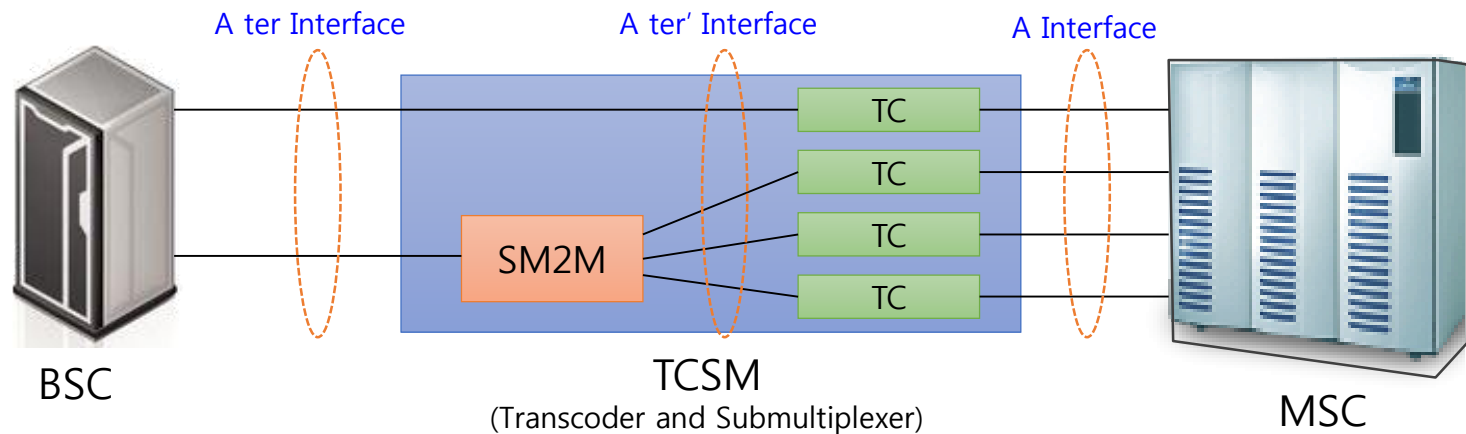 A ter Interface
A ter' Interface
A Interface
TC
TC
TC
TC
SM2M
BSC
TCSM
(Transcoder and Submultiplexer)
MSC